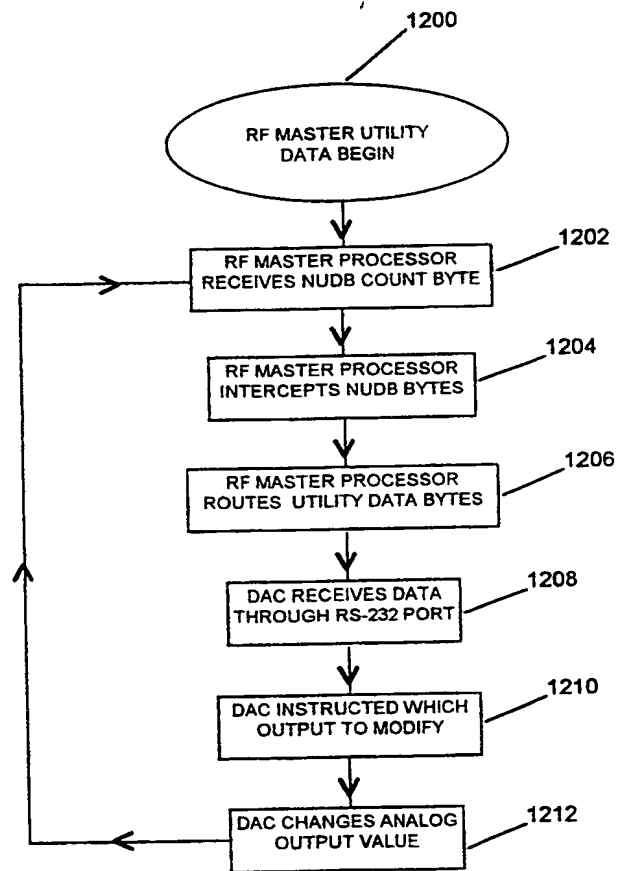 1200
RF MASTER UTILITY
DATA BEGIN
1202
RF MASTER PROCESSOR
RECEIVES NUDB COUNT BYTE
1204
RF MASTER PROCESSOR
INTERCEPTS NUDB BYTES
1206
RF MASTER PROCESSOR
ROUTES UTILITY DATA BYTES
1208
DAC RECEIVES DATA
THROUGH RS-232 PORT
1210
DAC INSTRUCTED WHICH
OUTPUT TO MODIFY
1212
DAC CHANGES ANALOG
OUTPUT VALUE